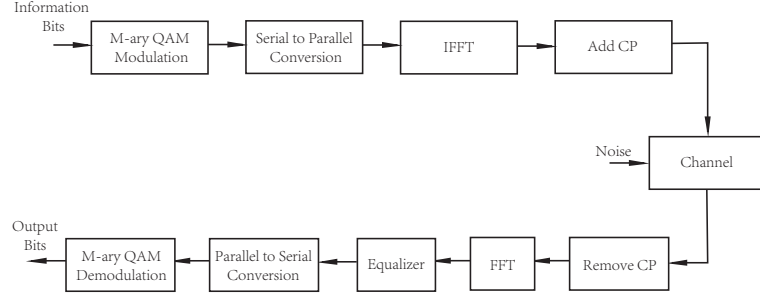 Information
Bits
M-ary QAM
Modulation
Serial to Parallel
Conversion
IFFT
Add CP
Noise
Channel
Output
Bits
M-ary QAM
Demodulation
Parallel to Serial
Conversion
Equalizer
FFT
Remove CP